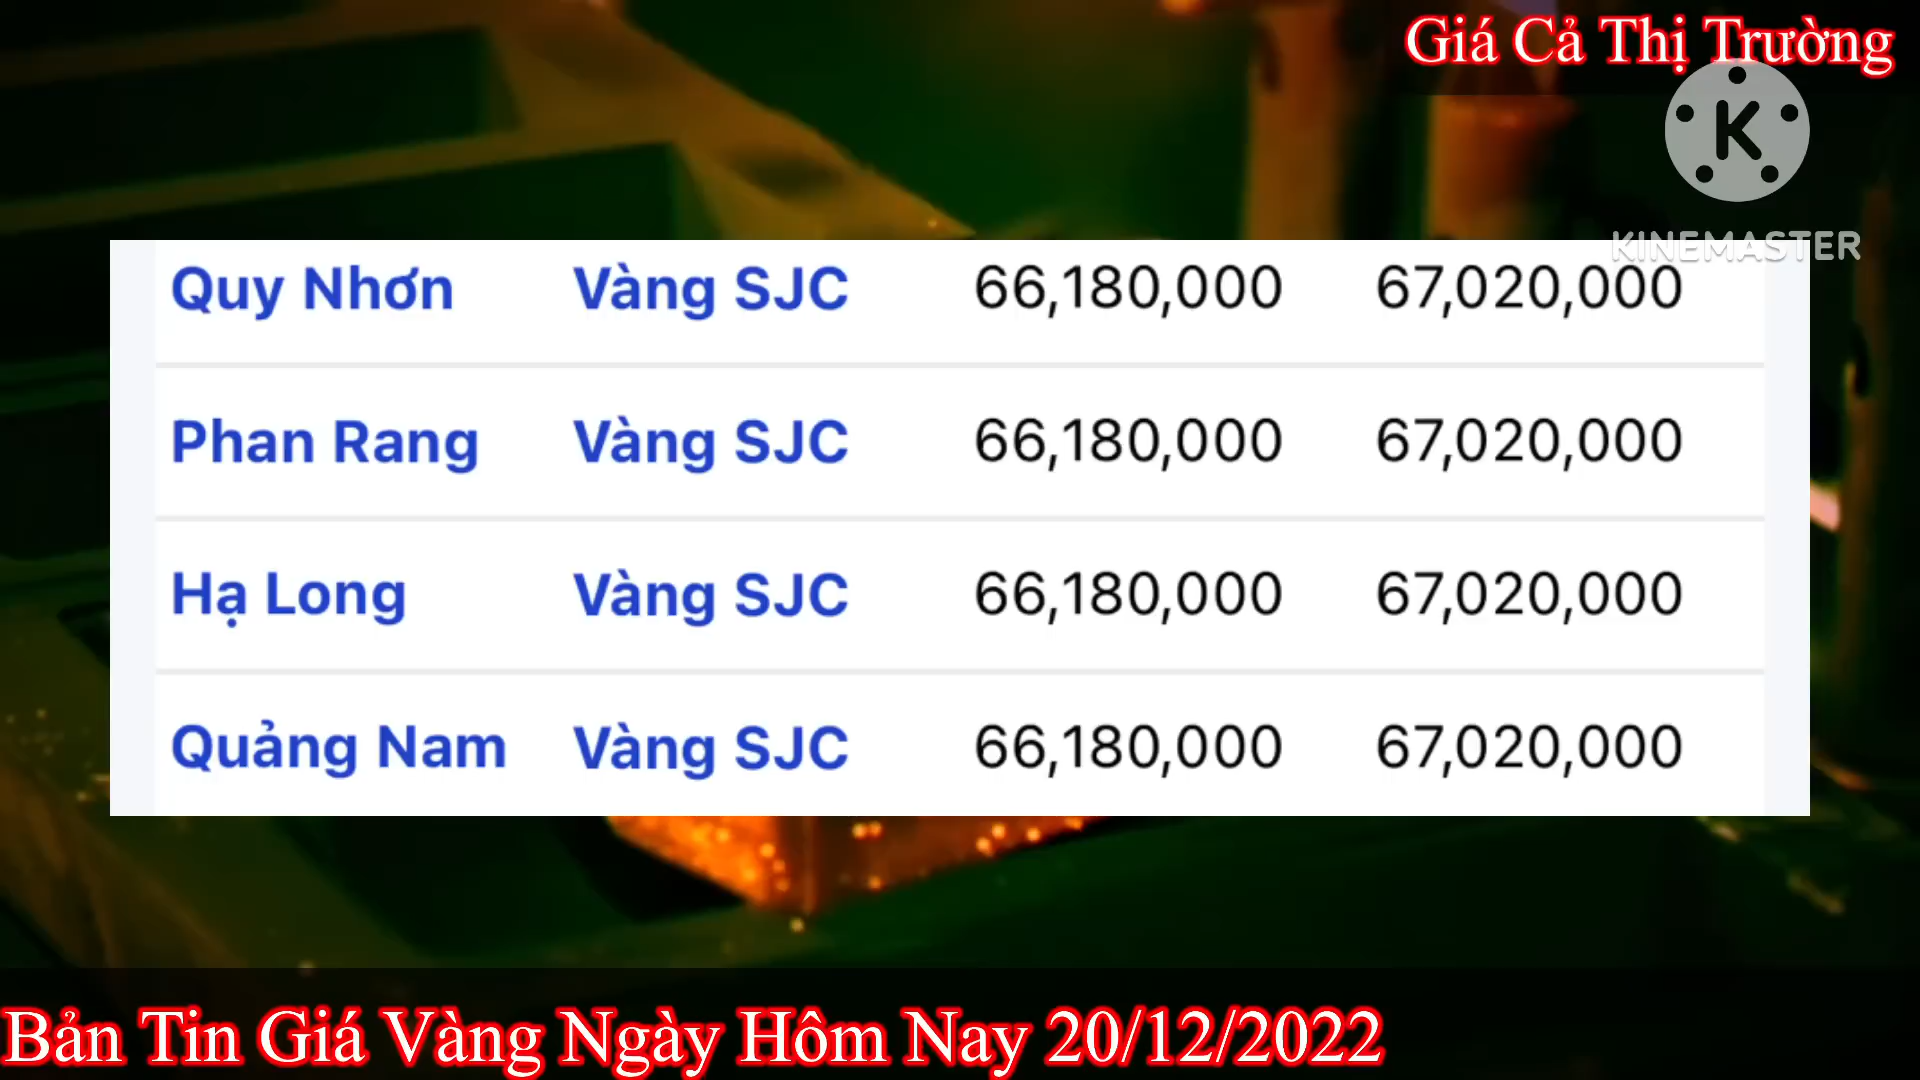 Giá Cả Thị Trường
K
KINEMASTER
Quy Nhơn Vàng SJC 66,180,000 67,020,000
Phan Rang Vàng SJC 66,180,000 67,020,000
Hạ Long Vàng SJC 66,180,000 67,020,000
Quảng Nam Vàng SJC 66,180,000 67,020,000
Bản Tin Giá Vàng Ngày Hôm Nay 20/12/2022